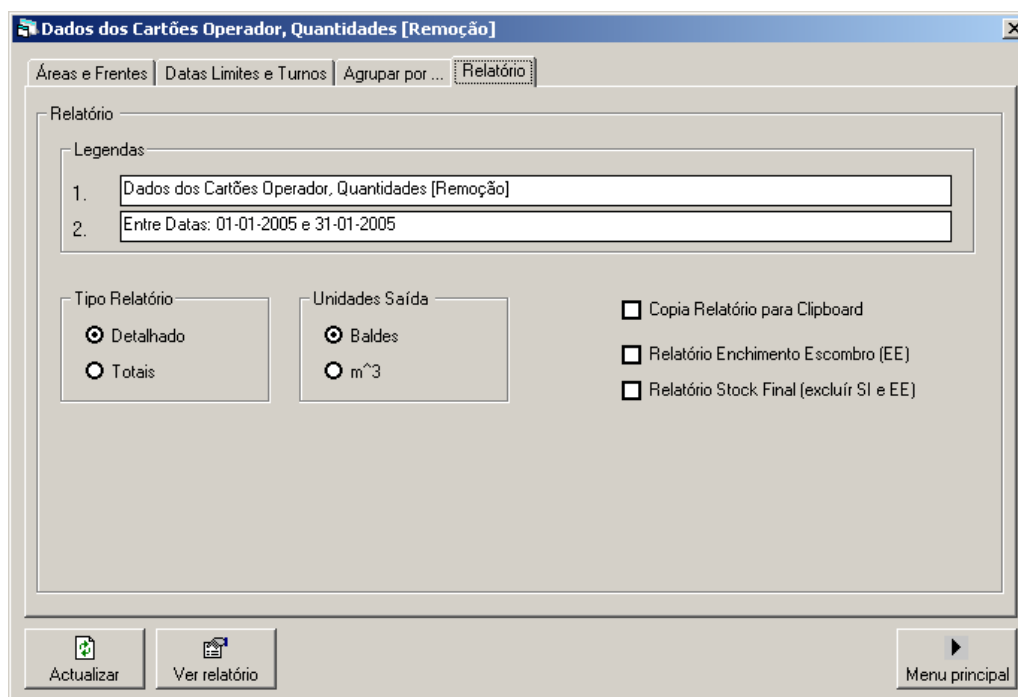 Dados dos Cartões Operador, Quantidades [Remoção]
Áreas e Frentes
Datas Limites e Turnos
Agrupar por ...
Relatório
Relatório
Legendas
1. Dados dos Cartões Operador, Quantidades [Remoção]
2. Entre Datas: 01-01-2005 e 31-01-2005
Tipo Relatório
Detalhado
Totais
Unidades Saída
Baldes
m^3
Copia Relatório para Clipboard
Relatório Enchimento Escombro (EE)
Relatório Stock Final (excluír SI e EE)
Actualizar
Ver relatório
Menu principal